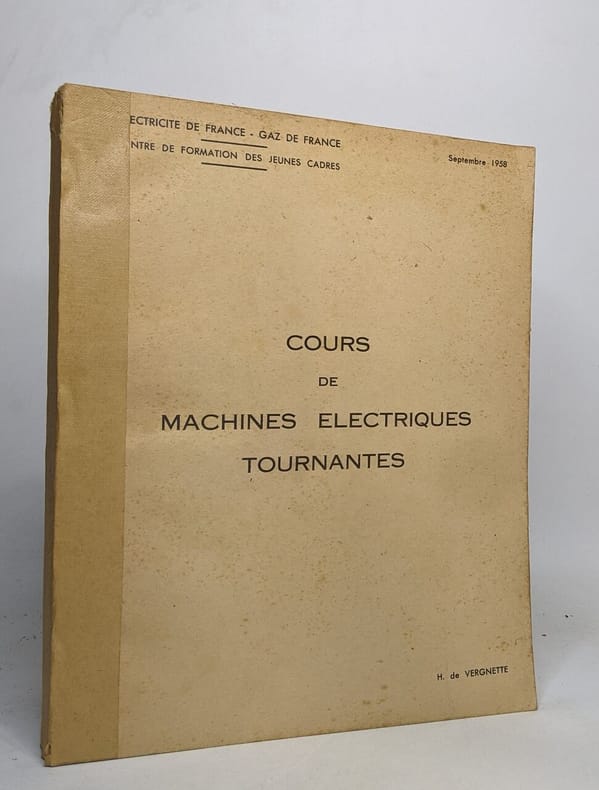 ECTRICITE DE FRANCE - GAZ DE FRANCE
NTRE DE FORMATION DES JEUNES CADRES
Septembre 1958
COURS
DE
MACHINES ELECTRIQUES
TOURNANTES
H. de VERGNETTE